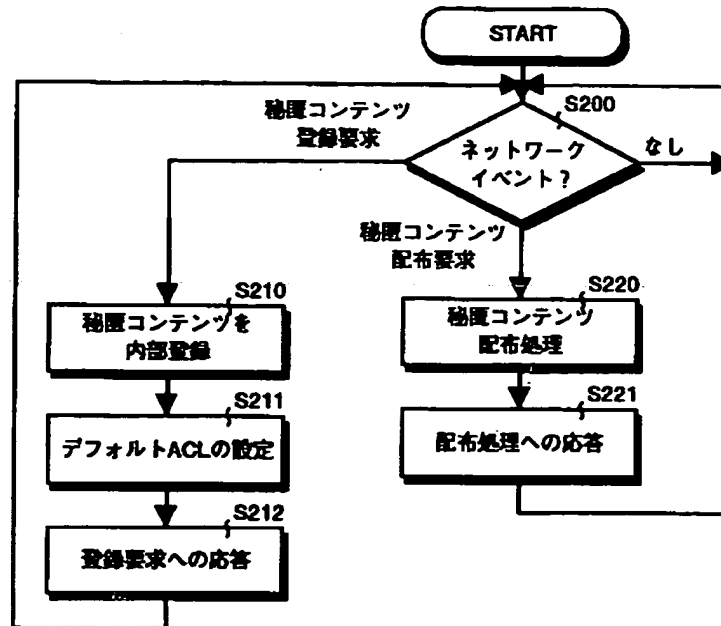 START
S200
秘匿コンテンツ
登録要求
ネットワーク
イベント?
なし
秘匿コンテンツ
配布要求
S210
秘匿コンテンツを
内部登録
S220
秘匿コンテンツ
配布処理
S211
デフォルトACLの設定
S221
配布処理への応答
S212
登録要求への応答